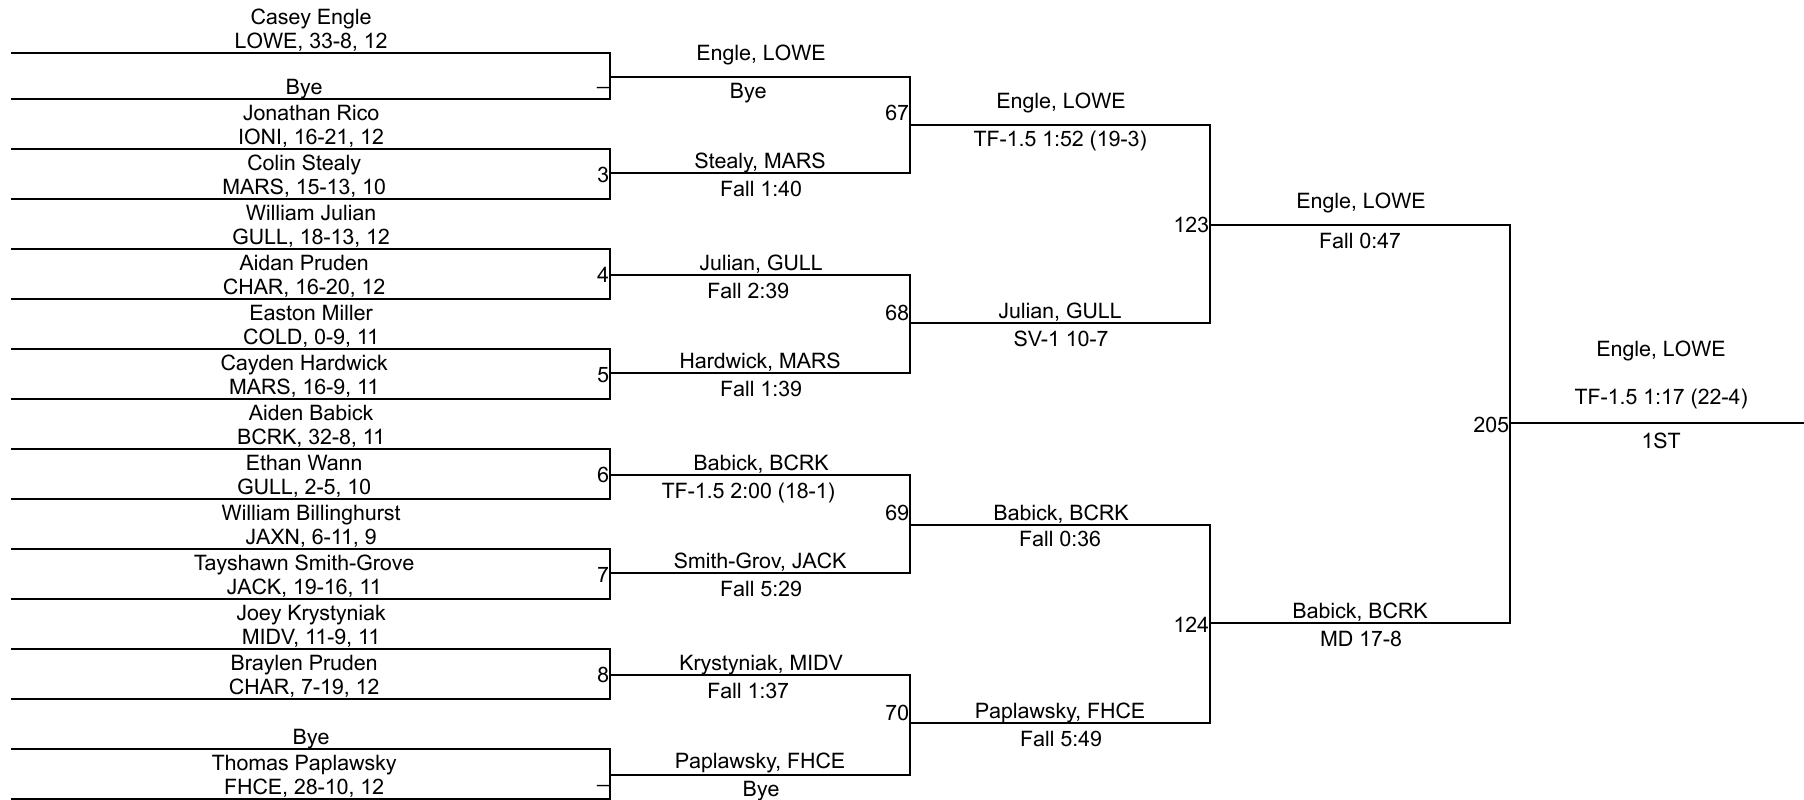 Casey Engle
LOWE, 33-8, 12
Bye
Jonathan Rico
IONI, 16-21, 12
Colin Stealy
MARS, 15-13, 10
William Julian
GULL, 18-13, 12
Aidan Pruden
CHAR, 16-20, 12
Easton Miller
COLD, 0-9, 11
Cayden Hardwick
MARS, 16-9, 11
Aiden Babick
BCRK, 32-8, 11
Ethan Wann
GULL, 2-5, 10
William Billinghurst
JAXN, 6-11, 9
Tayshawn Smith-Grove
JACK, 19-16, 11
Joey Krystyniak
MIDV, 11-9, 11
Braylen Pruden
CHAR, 7-19, 12
Bye
Thomas Paplawsky
FHCE, 28-10, 12
3
4
5
6
7
8
Engle, LOWE
Bye
Stealy, MARS
Fall 1:40
Julian, GULL
Fall 2:39
Hardwick, MARS
Fall 1:39
Babick, BCRK
TF-1.5 2:00 (18-1)
Smith-Grov, JACK
Fall 5:29
Krystyniak, MIDV
Fall 1:37
Paplawsky, FHCE
Bye
67
68
69
70
Engle, LOWE
TF-1.5 1:52 (19-3)
Julian, GULL
SV-1 10-7
Babick, BCRK
Fall 0:36
Paplawsky, FHCE
Fall 5:49
123
124
Engle, LOWE
Fall 0:47
Babick, BCRK
MD 17-8
205
Engle, LOWE
TF-1.5 1:17 (22-4)
1ST